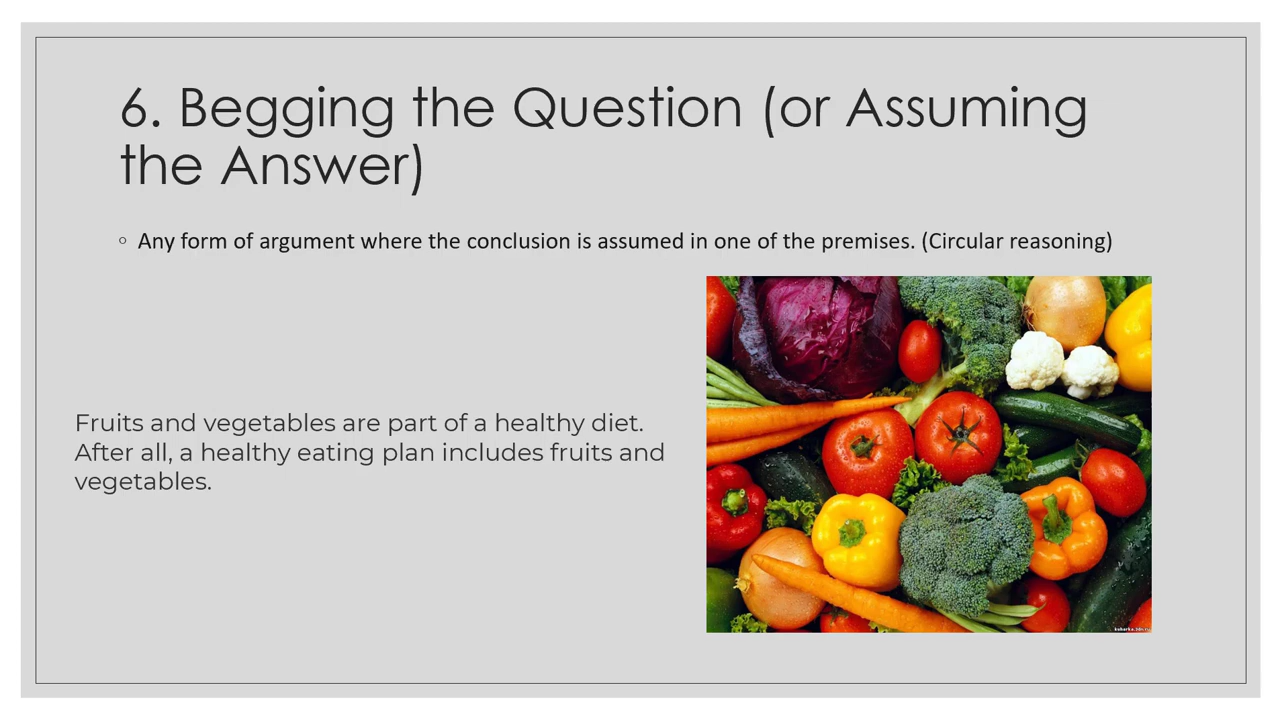 6. Begging the Question (or Assuming
the Answer)
◦ Any form of argument where the conclusion is assumed in one of the premises. (Circular reasoning)
Fruits and vegetables are part of a healthy diet.
After all, a healthy eating plan includes fruits and
vegetables.